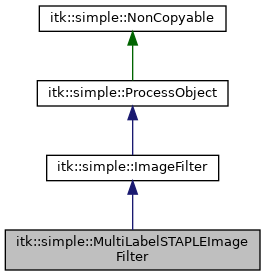 itk::simple::NonCopyable
itk::simple::ProcessObject
itk::simple::ImageFilter
itk::simple::MultiLabelSTAPLEImage
Filter